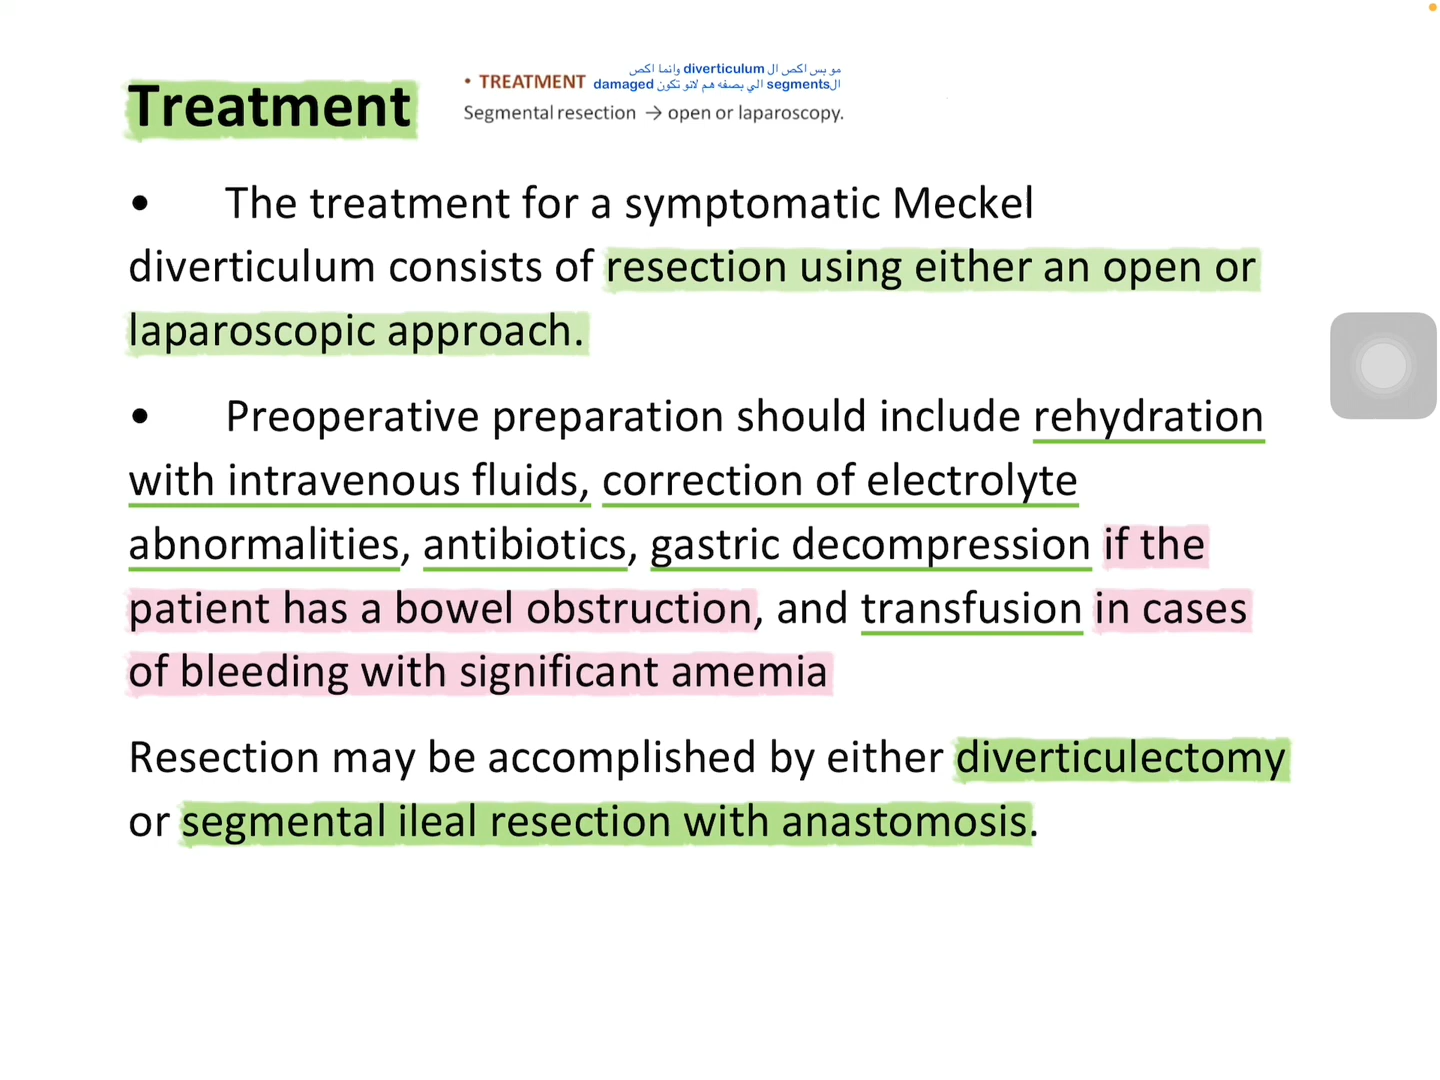 Treatment
• TREATMENT
مو بس اكص ال diverticulum وانما اكص
الsegments الي بصفه هم لانو تكون damaged
Segmental resection → open or laparoscopy.
• The treatment for a symptomatic Meckel
diverticulum consists of resection using either an open or
laparoscopic approach.
• Preoperative preparation should include rehydration
with intravenous fluids, correction of electrolyte
abnormalities, antibiotics, gastric decompression if the
patient has a bowel obstruction, and transfusion in cases
of bleeding with significant amemia
Resection may be accomplished by either diverticulectomy
or segmental ileal resection with anastomosis.